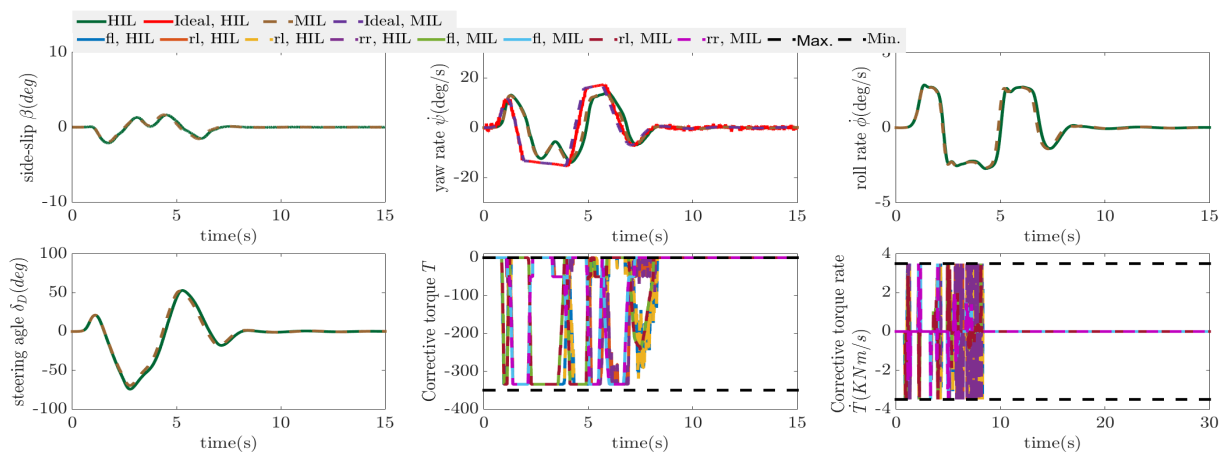 HIL Ideal, HIL MIL Ideal, MIL
fl, HIL rl, HIL rl, HIL rr, HIL fl, MIL fl, MIL rl, MIL rr, MIL Max. Min.
side-slip β(deg)
10
0
-10
0 5 10 15
time(s)
yaw rate ψ̇(deg/s)
20
0
-20
0 5 10 15
time(s)
roll rate ϕ̇(deg/s)
5
0
-5
0 5 10 15
time(s)
steering agle δ_D(deg)
100
50
0
-50
-100
0 5 10 15
time(s)
Corrective torque T
0
-100
-200
-300
-400
0 5 10 15
time(s)
Corrective torque rate
Ṫ(KNm/s)
4
2
0
-2
-4
0 10 20 30
time(s)